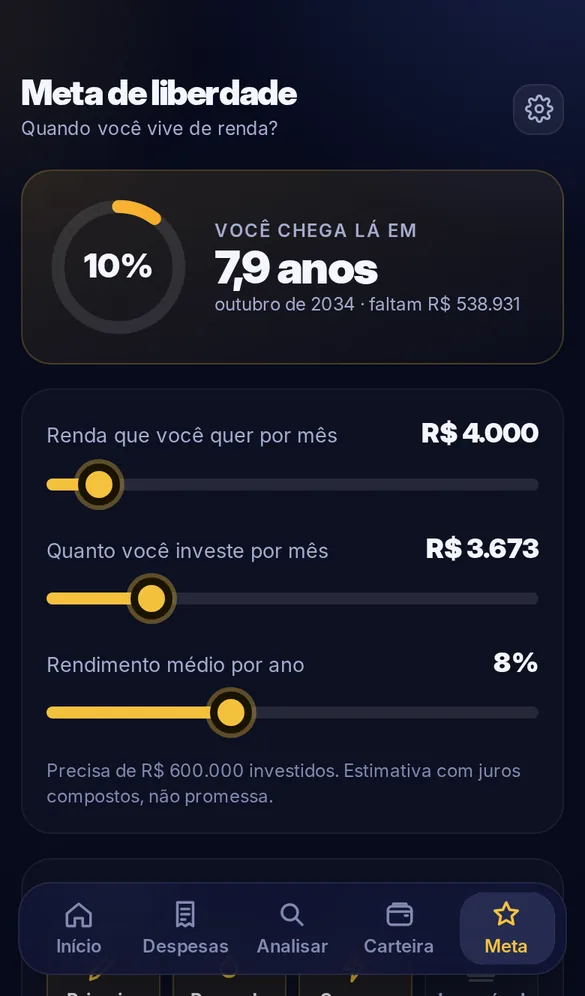 Meta de liberdade
Quando você vive de renda?
10%
VOCÊ CHEGA LÁ EM
7,9 anos
outubro de 2034 · faltam R$ 538.931
Renda que você quer por mês
R$ 4.000
Quanto você investe por mês
R$ 3.673
Rendimento médio por ano
8%
Precisa de R$ 600.000 investidos. Estimativa com juros
compostos, não promessa.
Início
Despesas
Analisar
Carteira
Meta